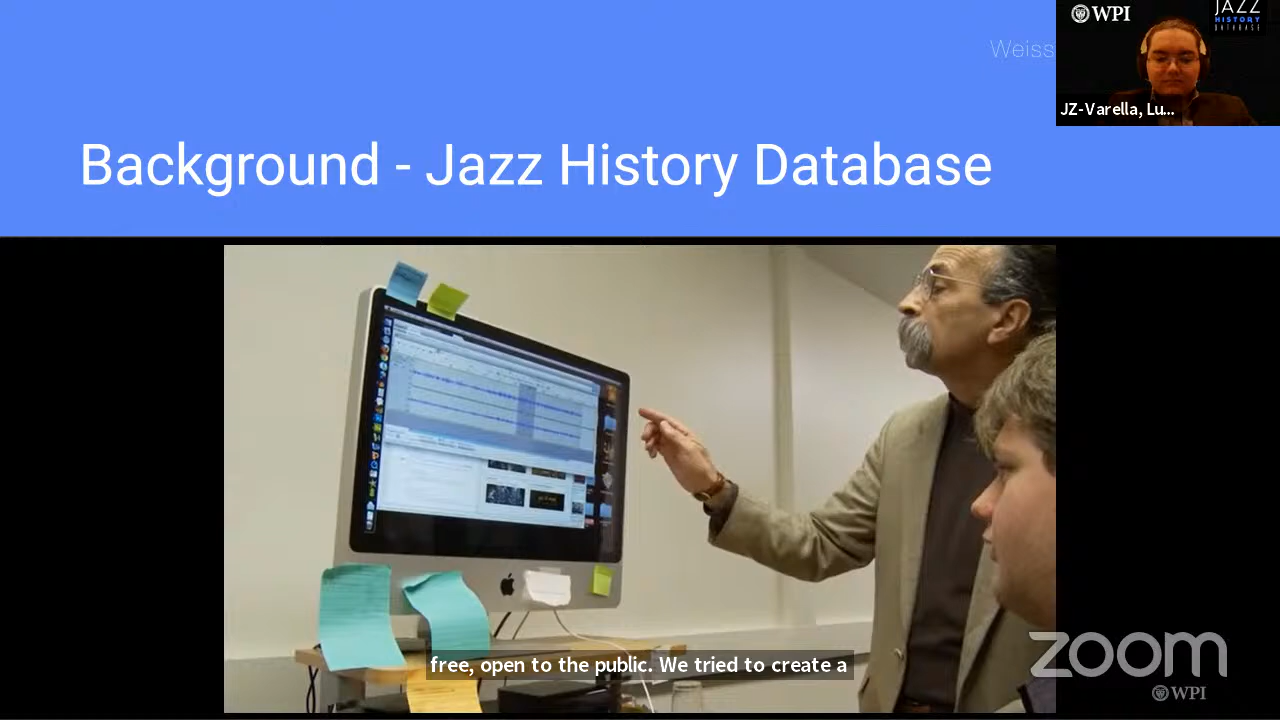 WPI
JAZZ
HISTORY
DATABASE
Weiss
JZ-Varella, Lu...
Background - Jazz History Database
free, open to the public. We tried to create a
zoom
WPI